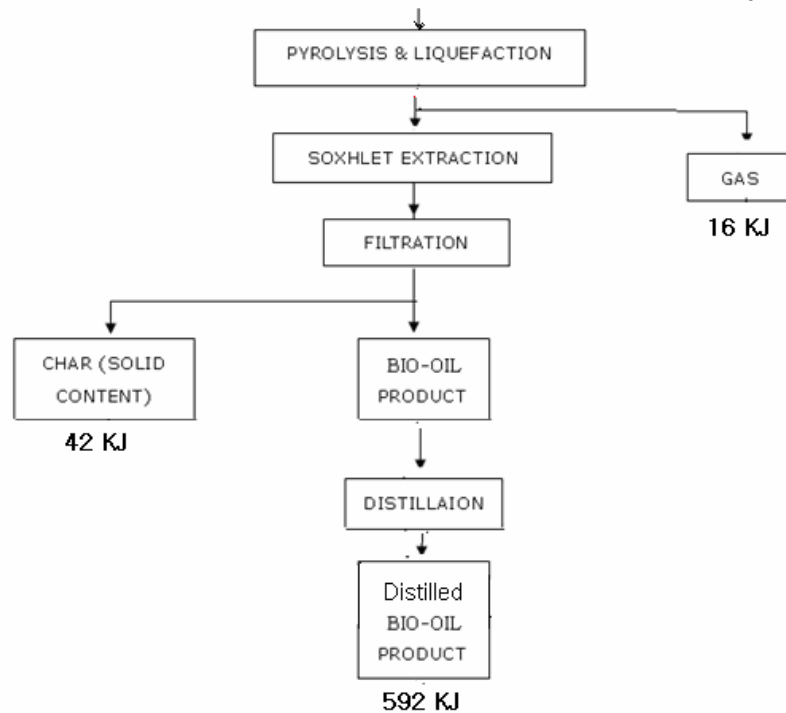 PYROLYSIS & LIQUEFACTION
SOXHLET EXTRACTION
GAS
16 KJ
FILTRATION
CHAR (SOLID
CONTENT)
42 KJ
BIO-OIL
PRODUCT
DISTILLAION
Distilled
BIO-OIL
PRODUCT
592 KJ